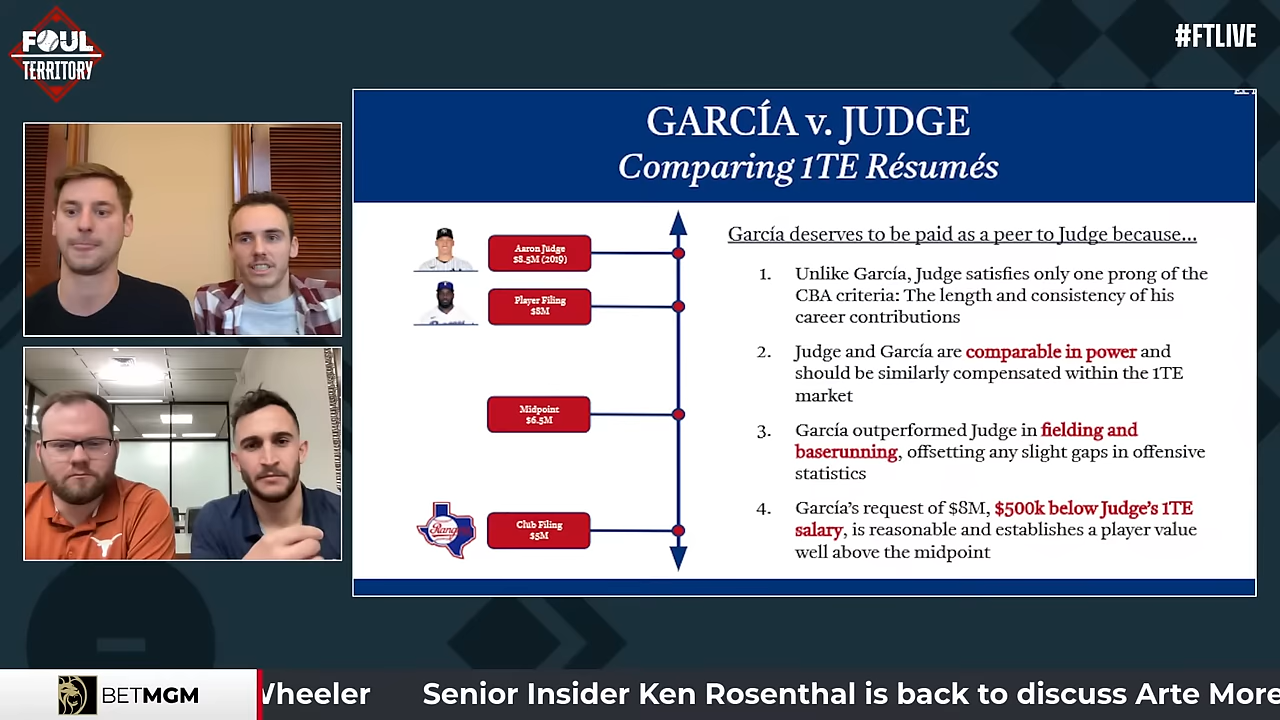 FOUL
TERRITORY
#FTLIVE
GARCÍA v. JUDGE
Comparing 1TE Résumés
Aaron Judge
$8.5M (2019)
Player Filing
$8M
Midpoint
$6.5M
Club Filing
$5M
García deserves to be paid as a peer to Judge because...
1. Unlike García, Judge satisfies only one prong of the
CBA criteria: The length and consistency of his
career contributions
2. Judge and García are comparable in power and
should be similarly compensated within the 1TE
market
3. García outperformed Judge in fielding and
baserunning, offsetting any slight gaps in offensive
statistics
4. García's request of $8M, $500k below Judge's 1TE
salary, is reasonable and establishes a player value
well above the midpoint
BETMGM
Wheeler Senior Insider Ken Rosenthal is back to discuss Arte More